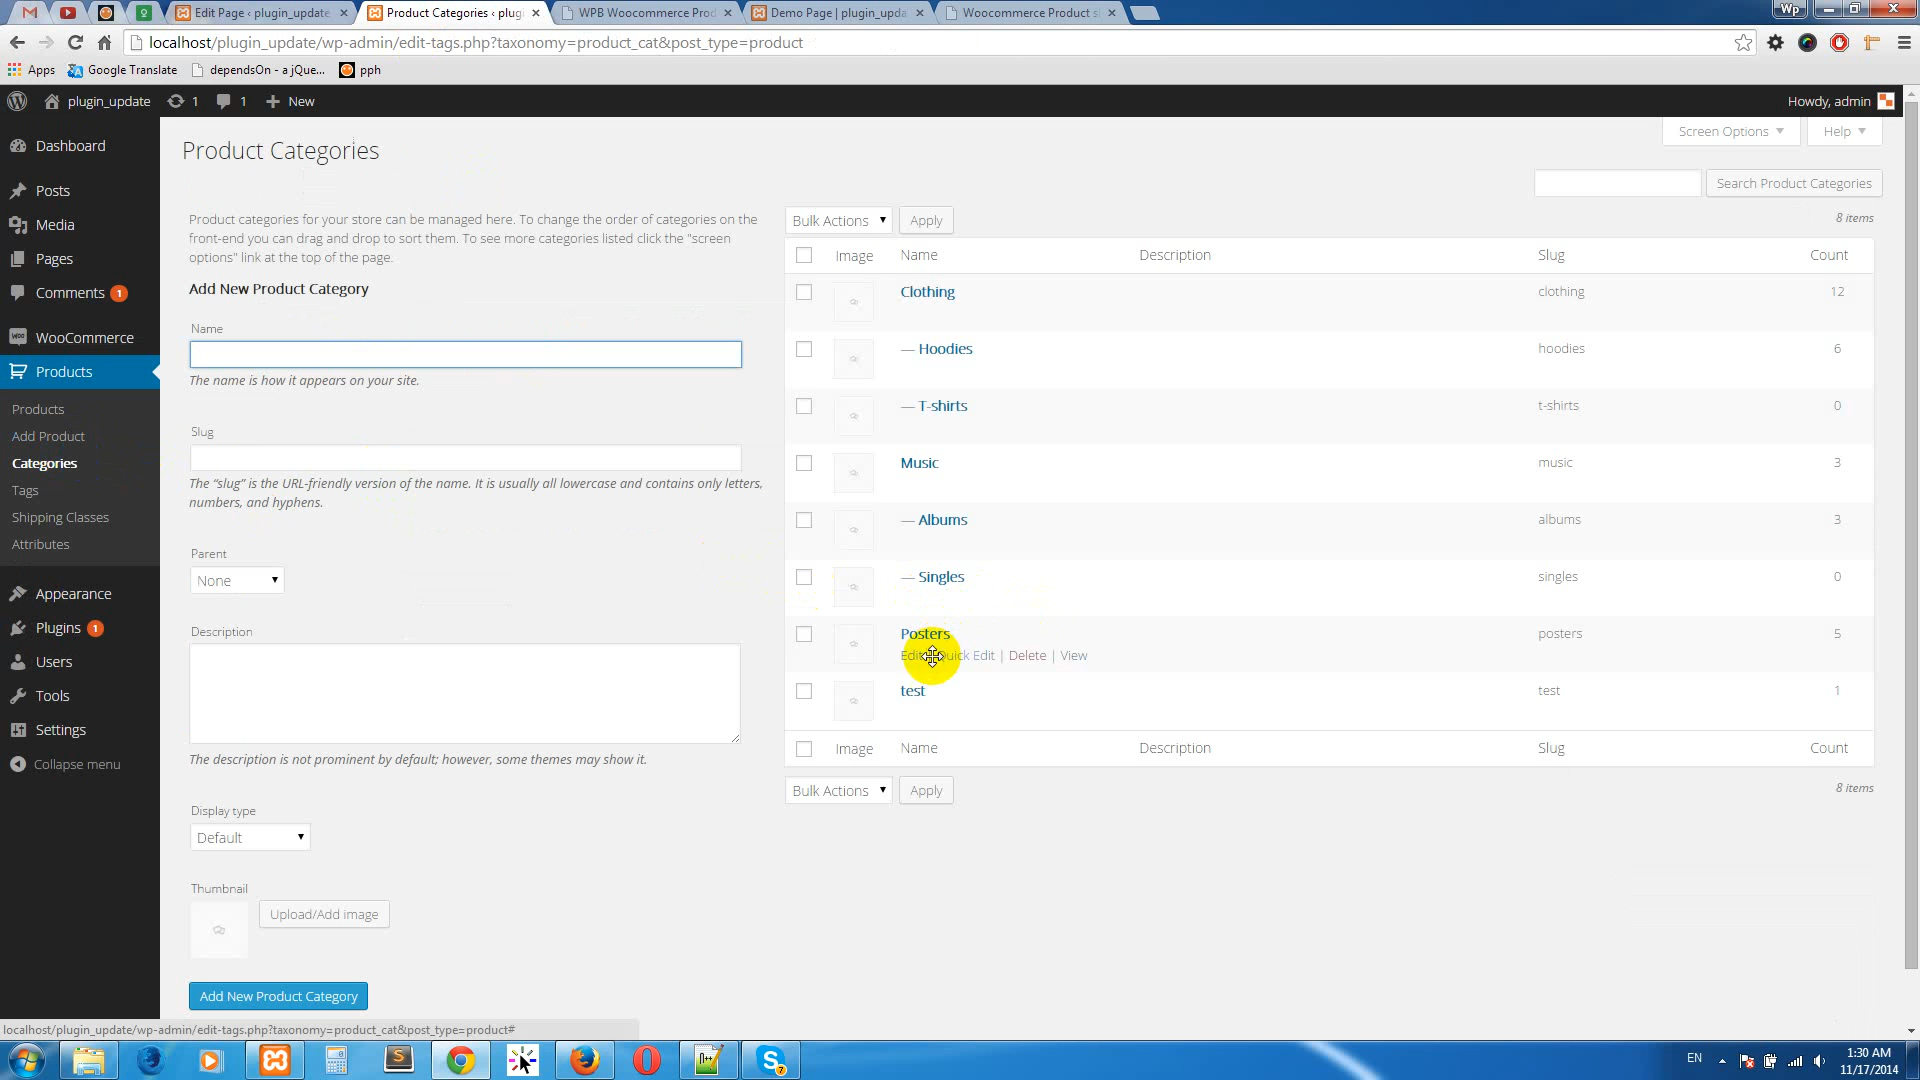 Edit Page ‹ plugin_update
Product Categories ‹ plug
WPB Woocommerce Prod
Demo Page | plugin_upda
Woocommerce Product s
Wp
localhost/plugin_update/wp-admin/edit-tags.php?taxonomy=product_cat&post_type=product
Apps
Google Translate
dependsOn - a jQue...
pph
plugin_update
1
1
New
Howdy, admin
Dashboard
Posts
Media
Pages
Comments 1
WooCommerce
Products
Products
Add Product
Categories
Tags
Shipping Classes
Attributes
Appearance
Plugins 1
Users
Tools
Settings
Collapse menu
Screen Options
Help
Product Categories
Search Product Categories
Product categories for your store can be managed here. To change the order of categories on the
front-end you can drag and drop to sort them. To see more categories listed click the "screen
options" link at the top of the page.
Add New Product Category
Name
The name is how it appears on your site.
Slug
The “slug” is the URL-friendly version of the name. It is usually all lowercase and contains only letters,
numbers, and hyphens.
Parent
None
Description
The description is not prominent by default; however, some themes may show it.
Display type
Default
Thumbnail
Upload/Add image
Add New Product Category
Bulk Actions
Apply
8 items
Image Name Description Slug Count
Clothing clothing 12
— Hoodies hoodies 6
— T-shirts t-shirts 0
Music music 3
— Albums albums 3
— Singles singles 0
Posters posters 5
Edit Quick Edit | Delete | View
test test 1
Image Name Description Slug Count
Bulk Actions
Apply
8 items
localhost/plugin_update/wp-admin/edit-tags.php?taxonomy=product_cat&post_type=product#
EN
1:30 AM
11/17/2014